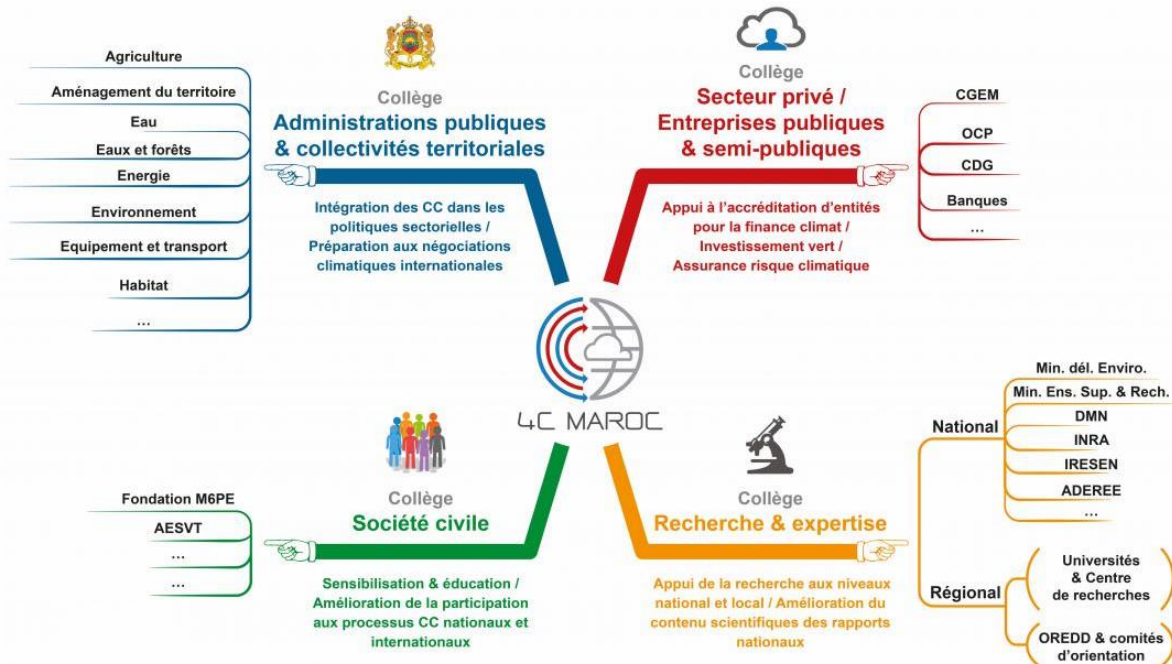 Agriculture
Aménagement du territoire
Eau
Eaux et forêts
Energie
Environnement
Equipement et transport
Habitat
...
Collège
Administrations publiques
& collectivités territoriales
Intégration des CC dans les
politiques sectorielles /
Préparation aux négociations
climatiques internationales
Collège
Secteur privé /
Entreprises publiques
& semi-publiques
Appui à l'accréditation d'entités
pour la finance climat /
Investissement vert /
Assurance risque climatique
CGEM
OCP
CDG
Banques
...
4C MAROC
Fondation M6PE
AESVT
...
...
Collège
Société civile
Sensibilisation & éducation /
Amélioration de la participation
aux processus CC nationaux et
internationaux
Collège
Recherche & expertise
Appui de la recherche aux niveaux
national et local / Amélioration du
contenu scientifiques des rapports
nationaux
National
Min. dél. Enviro.
Min. Ens. Sup. & Rech.
DMN
INRA
IRESEN
ADEREE
...
Régional
Universités
& Centre
de recherches
OREDD & comités
d'orientation